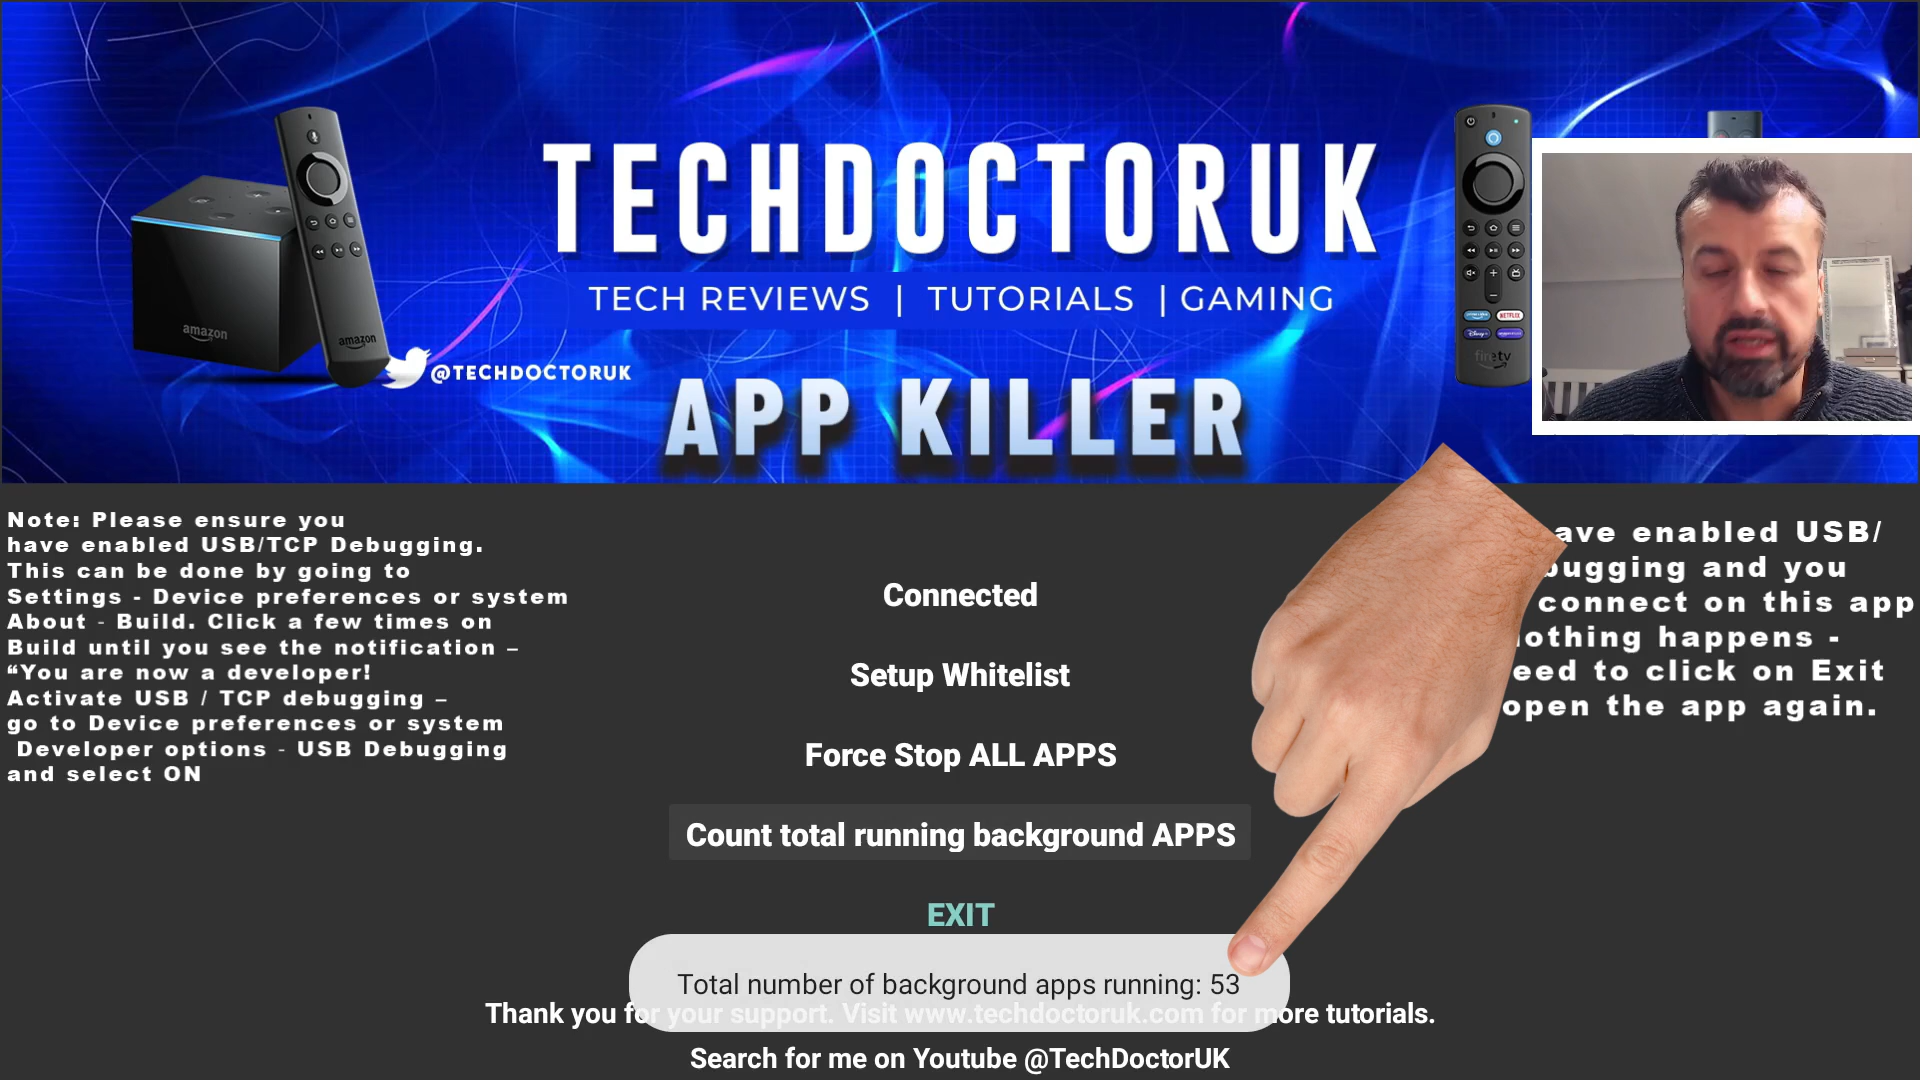 TECHDOCTORUK
TECH REVIEWS | TUTORIALS | GAMING
@TECHDOCTORUK
APP KILLER
amazon
amazon
NETFLIX
firetv
Note: Please ensure you
have enabled USB/TCP Debugging.
This can be done by going to
Settings - Device preferences or system
About - Build. Click a few times on
Build until you see the notification –
“You are now a developer!
Activate USB / TCP debugging –
go to Device preferences or system
Developer options - USB Debugging
and select ON
Connected
Setup Whitelist
Force Stop ALL APPS
Count total running background APPS
EXIT
ave enabled USB/
bugging and you
connect on this app
othing happens -
eed to click on Exit
open the app again.
Total number of background apps running: 53
Thank you for your support. Visit www.techdoctoruk.com for more tutorials.
Search for me on Youtube @TechDoctorUK